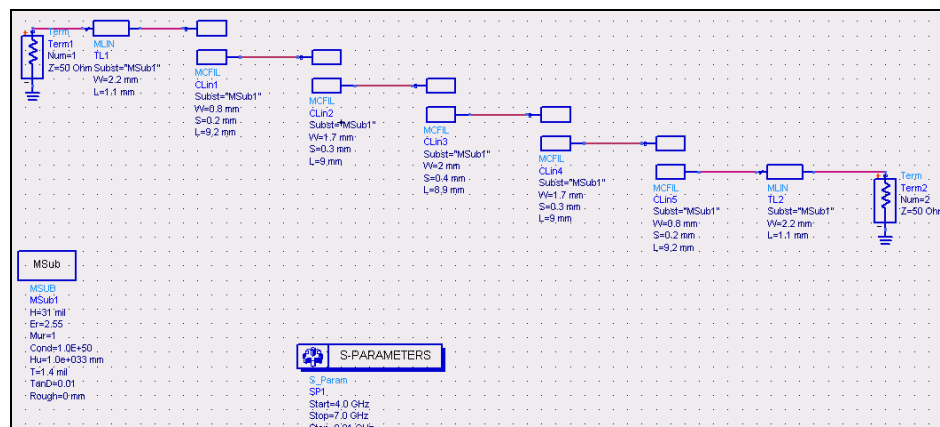 Term
Term1
Num=1
Z=50 Ohm
MLIN
TL1
Subst="MSub1"
W=2.2 mm
L=1.1 mm
MCFIL
CLin1
Subst="MSub1"
W=0.8 mm
S=0.2 mm
L=9,2 mm
MCFIL
CLin2
Subst="MSub1"
W=1.7 mm
S=0.3 mm
L=9 mm
MCFIL
CLin3
Subst="MSub1"
W=2 mm
S=0.4 mm
L=8,9 mm
MCFIL
CLin4
Subst="MSub1"
W=1.7 mm
S=0.3 mm
L=9 mm
MCFIL
CLin5
Subst="MSub1"
W=0.8 mm
S=0.2 mm
L=9,2 mm
MLIN
TL2
Subst="MSub1"
W=2.2 mm
L=1.1 mm
Term
Term2
Num=2
Z=50 Ohm
MSub
MSUB
MSub1
H=31 mil
Er=2.55
Mur=1
Cond=1.0E+50
Hu=1.0e+033 mm
T=1.4 mil
TanD=0.01
Rough=0 mm
S-PARAMETERS
S_Param
SP1
Start=4.0 GHz
Stop=7.0 GHz